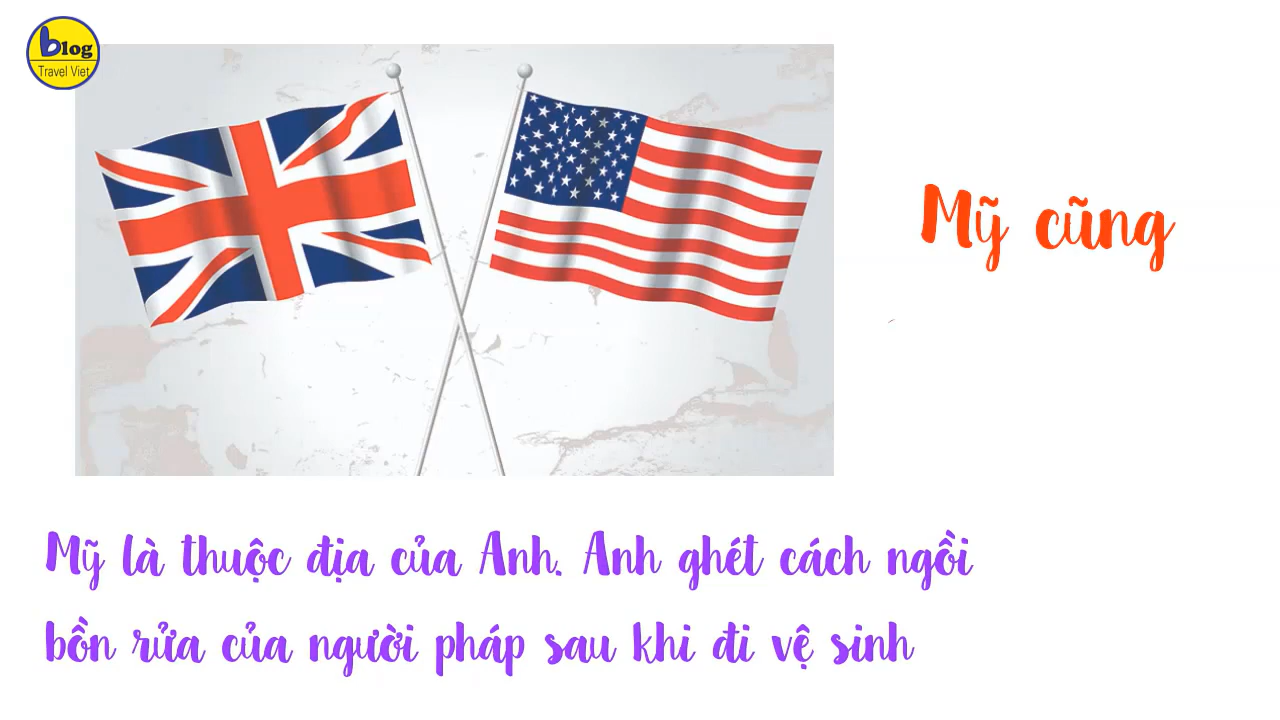 blog
Travel Viet
Mỹ cũng
Mỹ là thuộc địa của Anh. Anh ghét cách ngồi
bồn rửa của người pháp sau khi đi vệ sinh